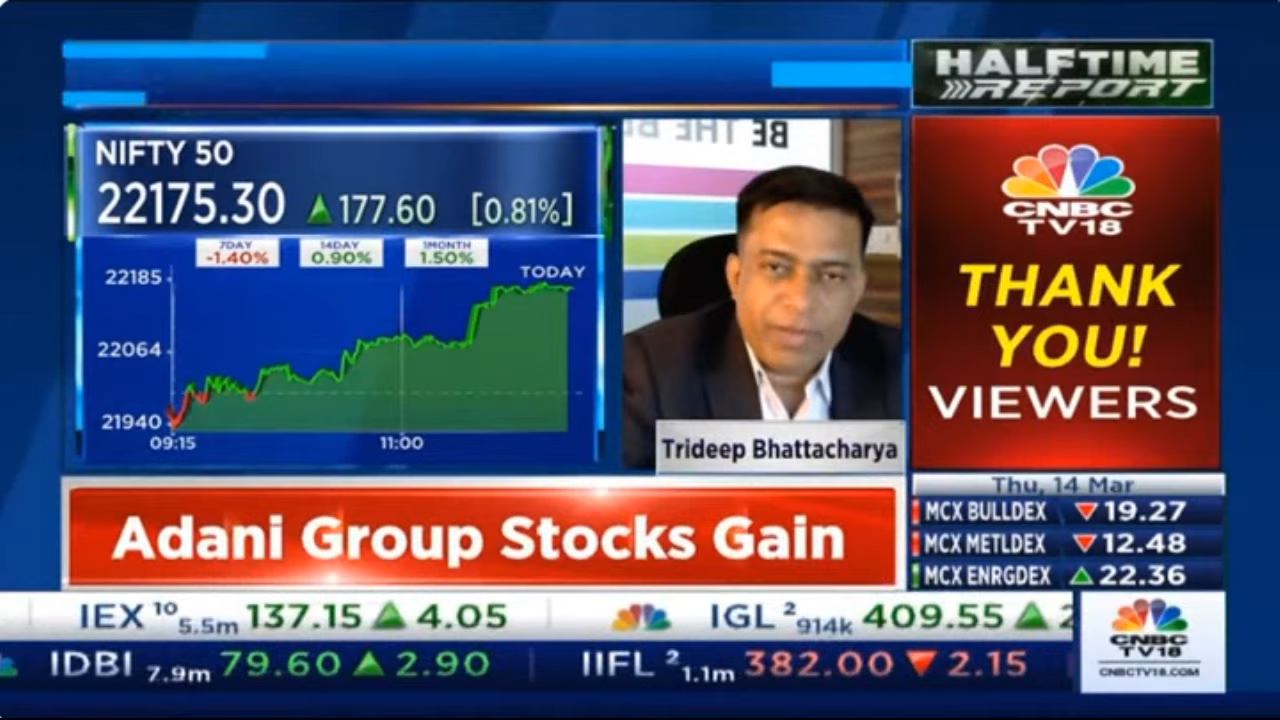 HALFTIME
REPORT
NIFTY 50
22175.30 ▲ 177.60 [0.81%]
7DAY
-1.40%
14DAY
0.90%
1MONTH
1.50%
TODAY
22185
22064
21940
09:15 11:00
BE THE B
Trideep Bhattacharya
CNBC
TV18
THANK
YOU!
VIEWERS
Thu, 14 Mar
MCX BULLDEX ▼ 19.27
MCX METLDEX ▼ 12.48
MCX ENRGDEX ▲ 22.36
Adani Group Stocks Gain
IEX 10 5.5m 137.15 ▲ 4.05 IGL 2 914k 409.55 ▲ 2
IDBI 7.9m 79.60 ▲ 2.90 IIFL 2 1.1m 382.00 ▼ 2.15
CNBC
TV18
CNBCTV18.COM